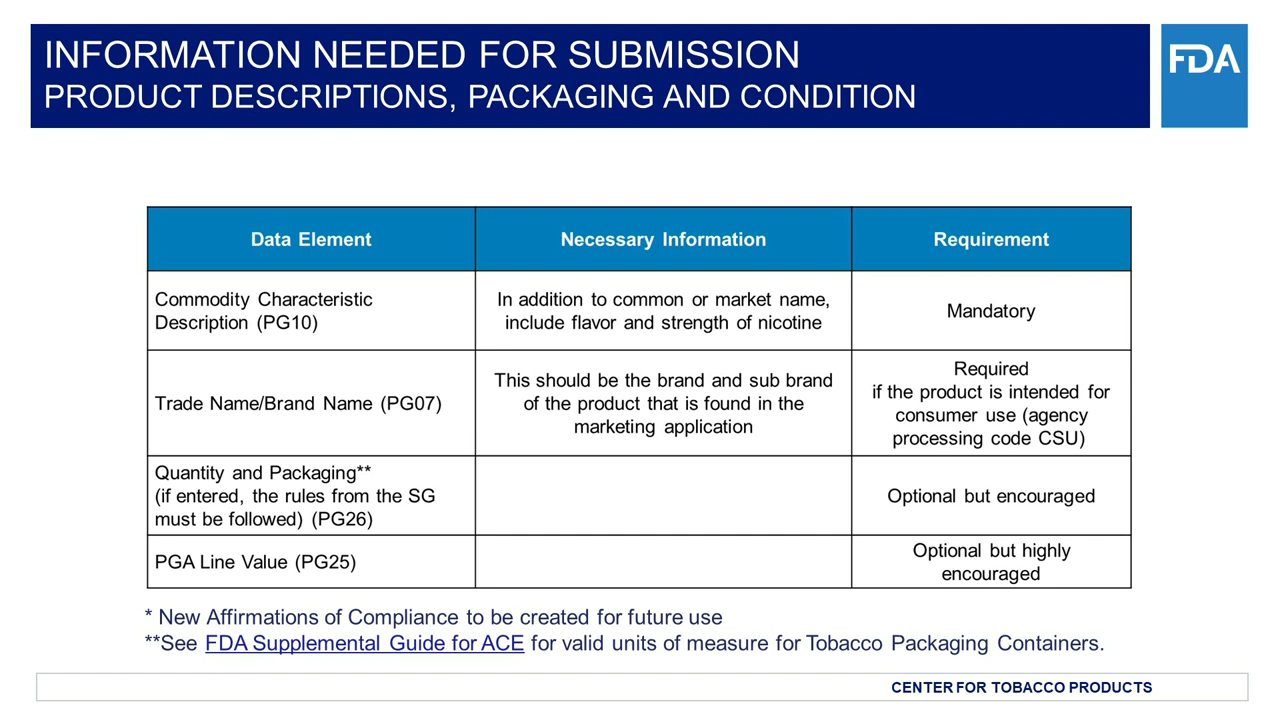 INFORMATION NEEDED FOR SUBMISSION
PRODUCT DESCRIPTIONS, PACKAGING AND CONDITION
FDA
Data Element
Necessary Information
Requirement
Commodity Characteristic
Description (PG10)
In addition to common or market name,
include flavor and strength of nicotine
Mandatory
Trade Name/Brand Name (PG07)
This should be the brand and sub brand
of the product that is found in the
marketing application
Required
if the product is intended for
consumer use (agency
processing code CSU)
Quantity and Packaging**
(if entered, the rules from the SG
must be followed) (PG26)
Optional but encouraged
PGA Line Value (PG25)
Optional but highly
encouraged
* New Affirmations of Compliance to be created for future use
**See FDA Supplemental Guide for ACE for valid units of measure for Tobacco Packaging Containers.
CENTER FOR TOBACCO PRODUCTS